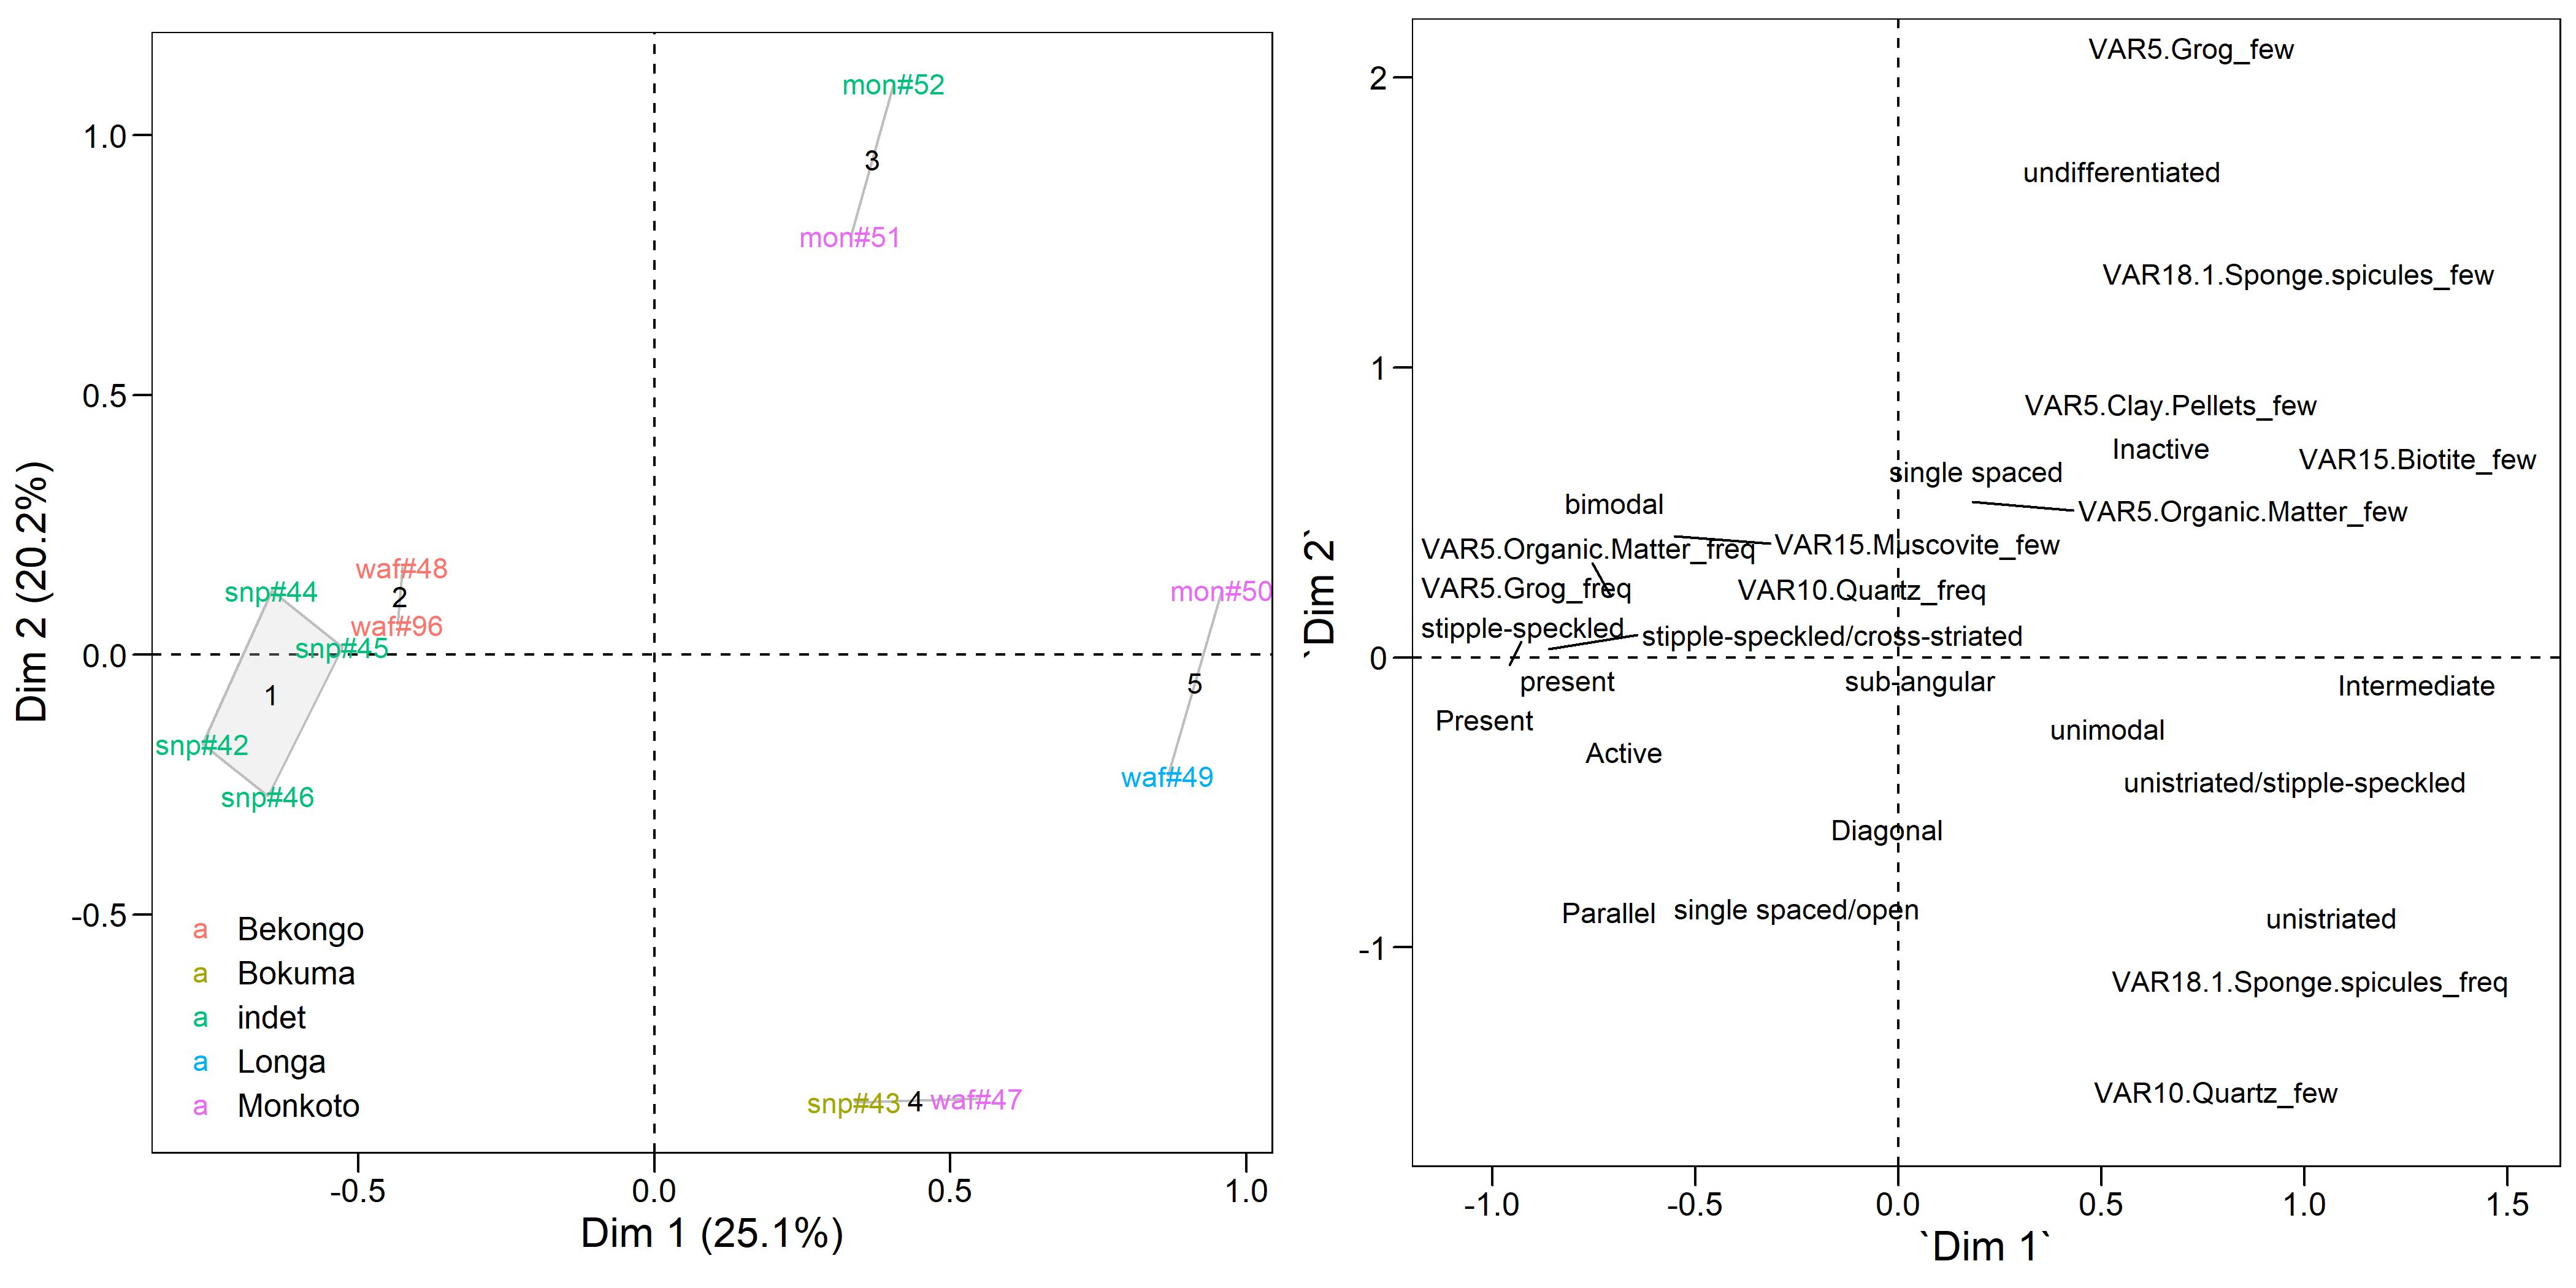 mon#52
1.0
3
mon#51
0.5
Dim 2 (20.2%)
waf#48
snp#44
2
mon#50
waf#96
snp#45
0.0
5
1
snp#42
waf#49
snp#46
-0.5
a Bekongo
a Bokuma
a indet
a Longa
a Monkoto
snp#43 4 waf#47
-0.5 0.0 0.5 1.0
Dim 1 (25.1%)
VAR5.Grog_few
2
undifferentiated
VAR18.1.Sponge.spicules_few
1
VAR5.Clay.Pellets_few
Inactive
VAR15.Biotite_few
single spaced
bimodal
VAR5.Organic.Matter_few
VAR5.Organic.Matter_freq
VAR15.Muscovite_few
`Dim 2`
VAR5.Grog_freq
VAR10.Quartz_freq
stipple-speckled
stipple-speckled/cross-striated
0
present
sub-angular
Intermediate
Present
unimodal
Active
unistriated/stipple-speckled
Diagonal
Parallel
single spaced/open
unistriated
-1
VAR18.1.Sponge.spicules_freq
VAR10.Quartz_few
-1.0 -0.5 0.0 0.5 1.0 1.5
`Dim 1`